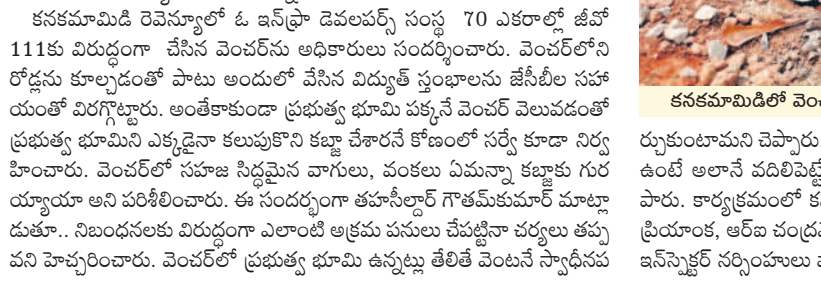 కనకమామిడి రెవెన్యూలో ఓ ఇన్‌ఫ్రా డెవలపర్స్ సంస్థ 70 ఎకరాల్లో జీవో
111కు విరుద్ధంగా చేసిన వెంచర్‌ను అధికారులు సందర్శించారు. వెంచర్‌లోని
రోడ్లను కూల్చడంతో పాటు అందులో వేసిన విద్యుత్ స్తంభాలను జేసీబీల సహా
యంతో విరగ్గొట్టారు. అంతేకాకుండా ప్రభుత్వ భూమి పక్కనే వెంచర్ వెలువడంతో
ప్రభుత్వ భూమిని ఎక్కడైనా కలుపుకొని కబ్జా చేశారనే కోణంలో సర్వే కూడా నిర్వ
హించారు. వెంచర్‌లో సహజ సిద్ధమైన వాగులు, వంకలు ఏమన్నా కబ్జాకు గుర
య్యాయా అని పరిశీలించారు. ఈ సందర్భంగా తహసీల్దార్ గౌతమ్‌కుమార్ మాట్లా
డుతూ.. నిబంధనలకు విరుద్ధంగా ఎలాంటి అక్రమ పనులు చేపట్టినా చర్యలు తప్ప
వని హెచ్చరించారు. వెంచర్‌లో ప్రభుత్వ భూమి ఉన్నట్లు తేలితే వెంటనే స్వాధీనప
కనకమామిడిలో
ర్చుకుంటామని చెప్పారు.
ఉంటే అలానే వదిలిపెట్టే
పారు. కార్యక్రమంలో
ప్రియాంక, ఆర్ఐ
ఇన్‌స్పెక్టర్ నర్సింహులు